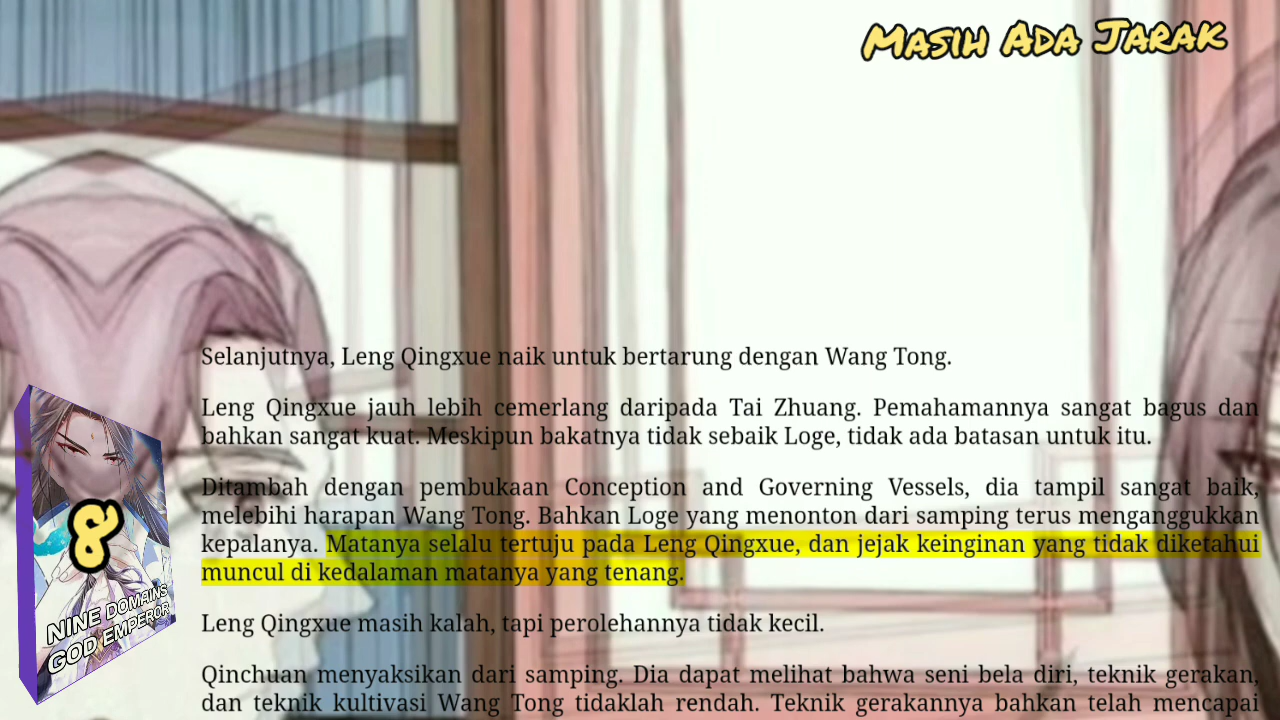 Masih Ada Jarak
Selanjutnya, Leng Qingxue naik untuk bertarung dengan Wang Tong.
Leng Qingxue jauh lebih cemerlang daripada Tai Zhuang. Pemahamannya sangat bagus dan
bahkan sangat kuat. Meskipun bakatnya tidak sebaik Loge, tidak ada batasan untuk itu.
Ditambah dengan pembukaan Conception and Governing Vessels, dia tampil sangat baik,
melebihi harapan Wang Tong. Bahkan Loge yang menonton dari samping terus menganggukkan
kepalanya. Matanya selalu tertuju pada Leng Qingxue, dan jejak keinginan yang tidak diketahui
muncul di kedalaman matanya yang tenang.
Leng Qingxue masih kalah, tapi perolehannya tidak kecil.
Qinchuan menyaksikan dari samping. Dia dapat melihat bahwa seni bela diri, teknik gerakan,
dan teknik kultivasi Wang Tong tidaklah rendah. Teknik gerakannya bahkan telah mencapai
8
NINE DOMAINS
GOD EMPEROR